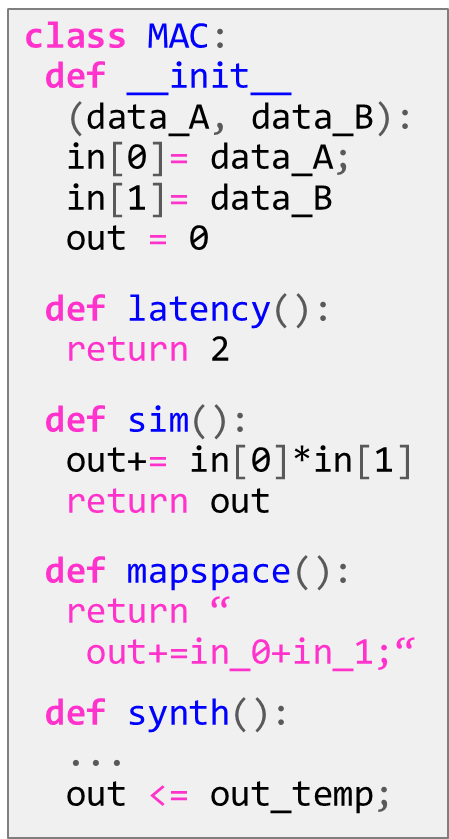 class MAC:
def __init__
(data_A, data_B):
in[0]= data_A;
in[1]= data_B
out = 0
def latency():
return 2
def sim():
out+= in[0]*in[1]
return out
def mapspace():
return “
out+=in_0+in_1;“
def synth():
...
out <= out_temp;